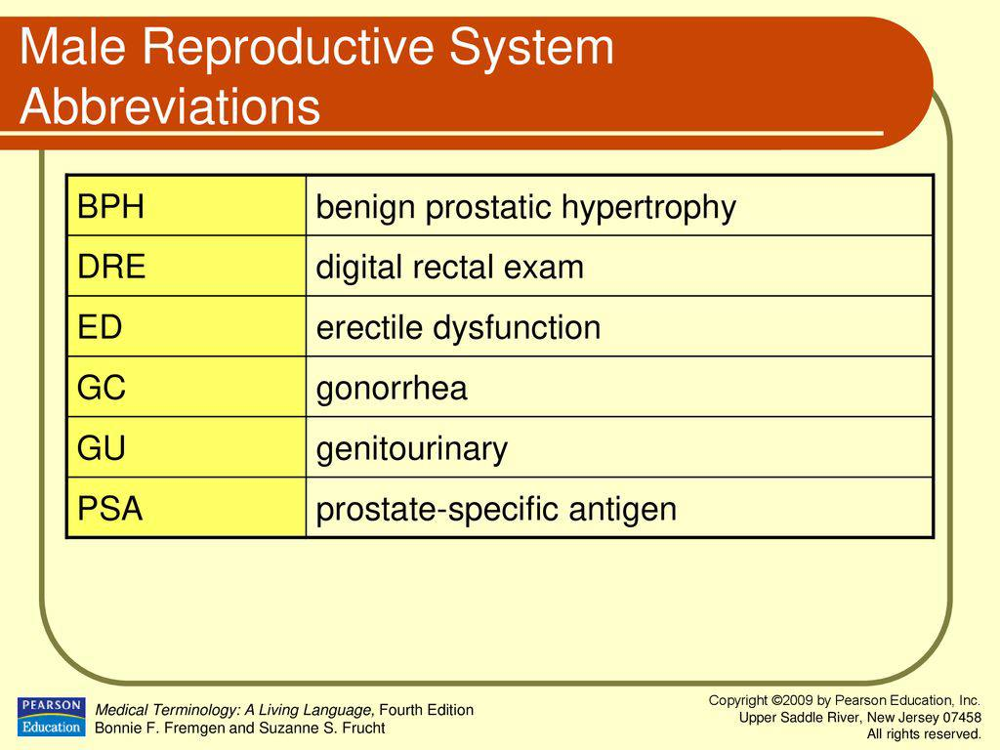 Male Reproductive System
Abbreviations
BPH benign prostatic hypertrophy
DRE digital rectal exam
ED erectile dysfunction
GC gonorrhea
GU genitourinary
PSA prostate-specific antigen
PEARSON
Education
Medical Terminology: A Living Language, Fourth Edition
Bonnie F. Fremgen and Suzanne S. Frucht
Copyright ©2009 by Pearson Education, Inc.
Upper Saddle River, New Jersey 07458
All rights reserved.